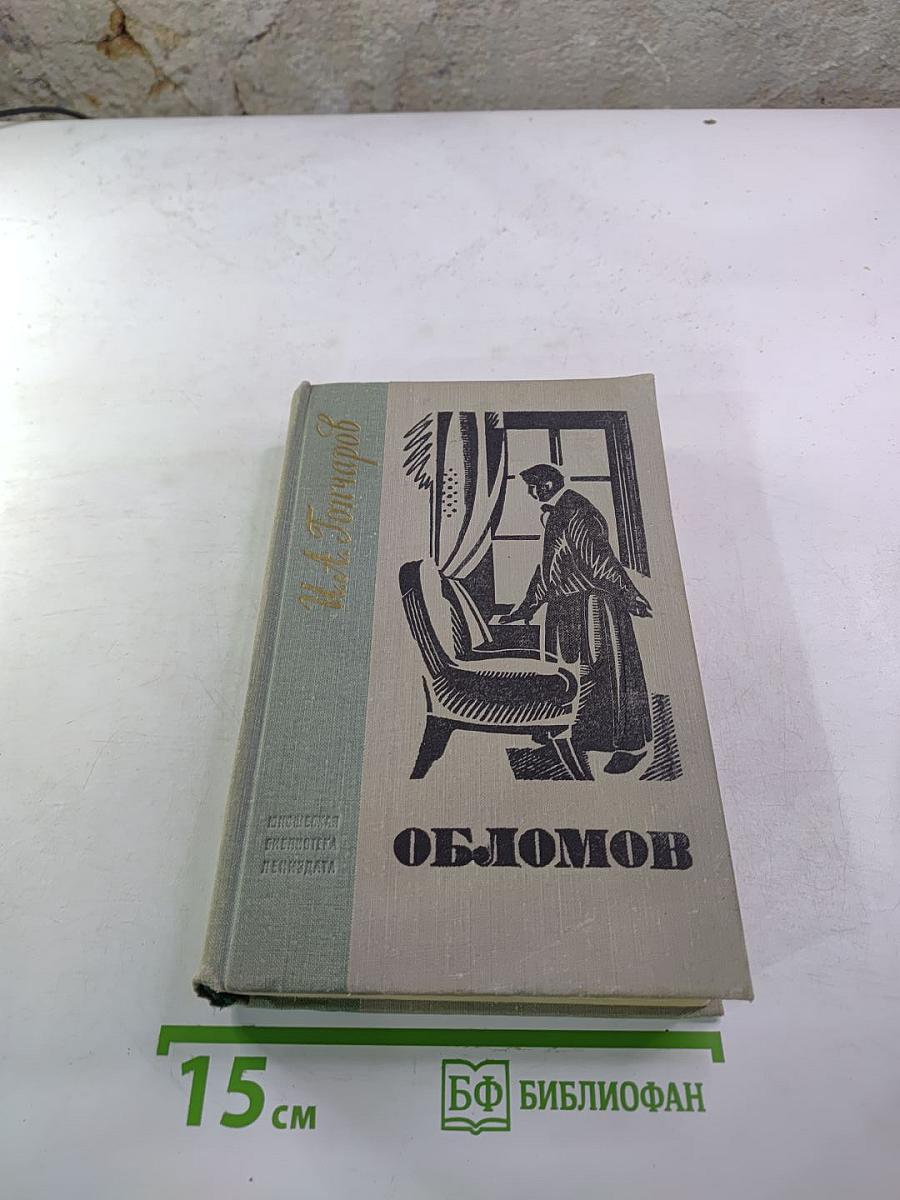 И.А. Гончаров
ОБЛОМОВ
ЮНОШЕСКАЯ
БИБЛИОТЕКА
ЛЕНИЗДАТА
15 см
БФ БИБЛИОФАН